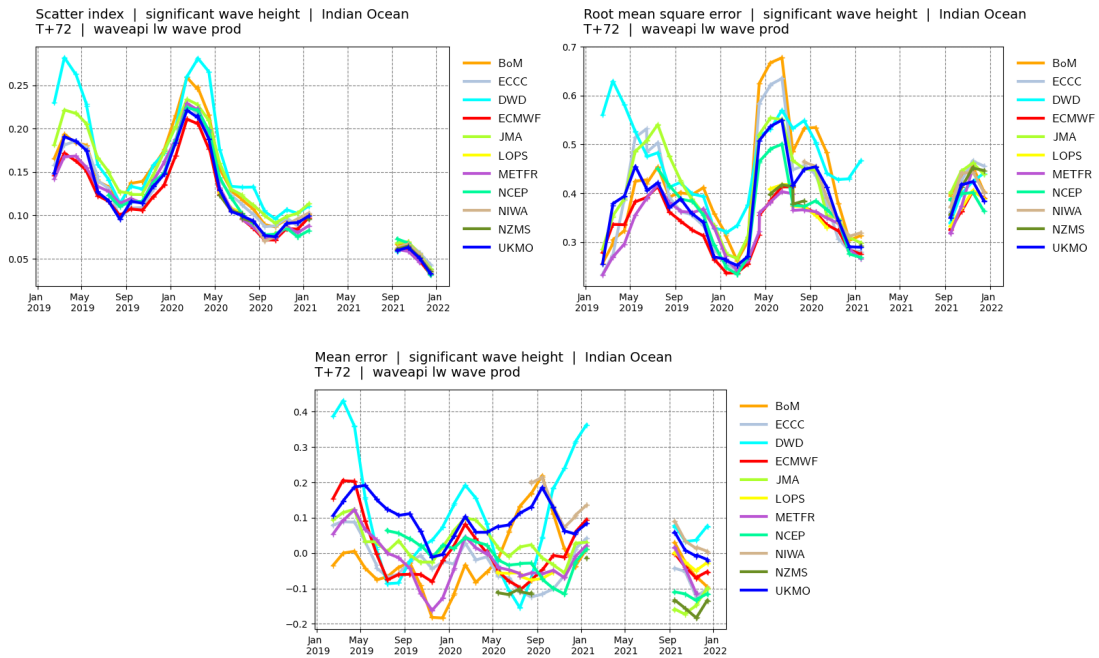 Scatter index | significant wave height | Indian Ocean
T+72 | waveapi lw wave prod
0.25
0.20
0.15
0.10
0.05
Jan 2019
May 2019
Sep 2019
Jan 2020
May 2020
Sep 2020
Jan 2021
May 2021
Sep 2021
Jan 2022
BoM
ECCC
DWD
ECMWF
JMA
LOPS
METFR
NCEP
NIWA
NZMS
UKMO
Root mean square error | significant wave height | Indian Ocean
T+72 | waveapi lw wave prod
0.7
0.6
0.5
0.4
0.3
Jan 2019
May 2019
Sep 2019
Jan 2020
May 2020
Sep 2020
Jan 2021
May 2021
Sep 2021
Jan 2022
BoM
ECCC
DWD
ECMWF
JMA
LOPS
METFR
NCEP
NIWA
NZMS
UKMO
Mean error | significant wave height | Indian Ocean
T+72 | waveapi lw wave prod
0.4
0.3
0.2
0.1
0.0
−0.1
−0.2
Jan 2019
May 2019
Sep 2019
Jan 2020
May 2020
Sep 2020
Jan 2021
May 2021
Sep 2021
Jan 2022
BoM
ECCC
DWD
ECMWF
JMA
LOPS
METFR
NCEP
NIWA
NZMS
UKMO